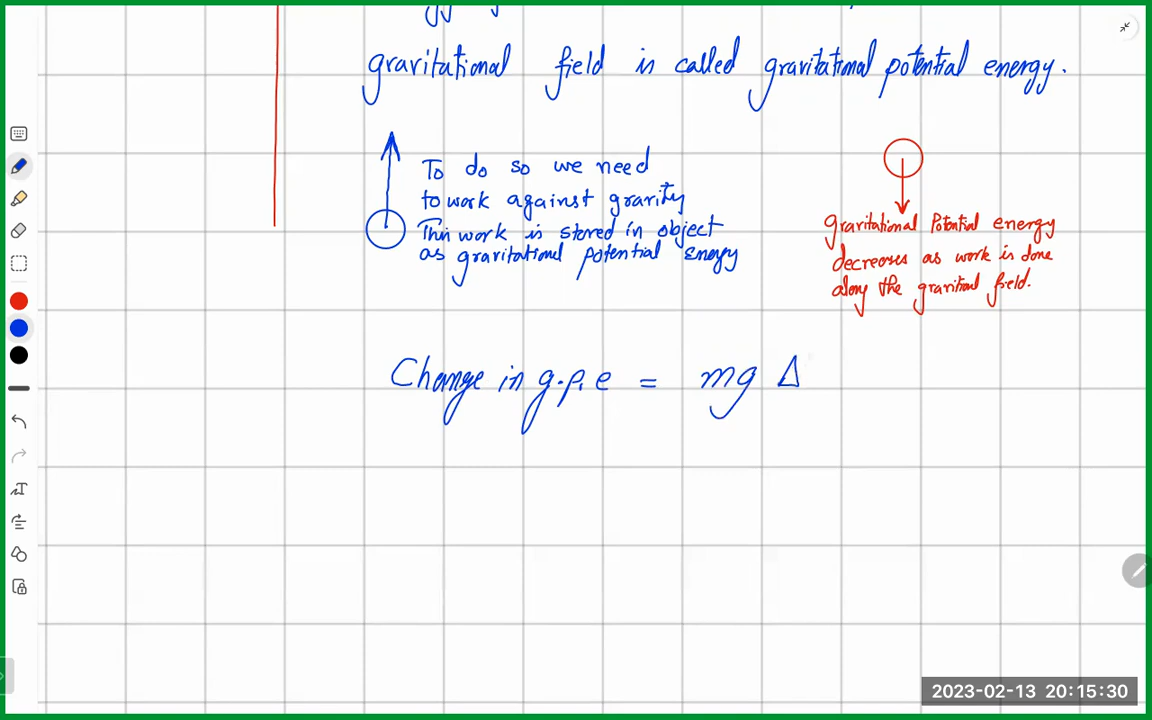 gravitational field is called gravitational potential energy.
To do so we need
to work against gravity
This work is stored in object
as gravitational potential energy
gravitational Potential energy
decreases as work is done
along the gravitional field.
Change in g.p.e = mg Δ
2023-02-13 20:15:30